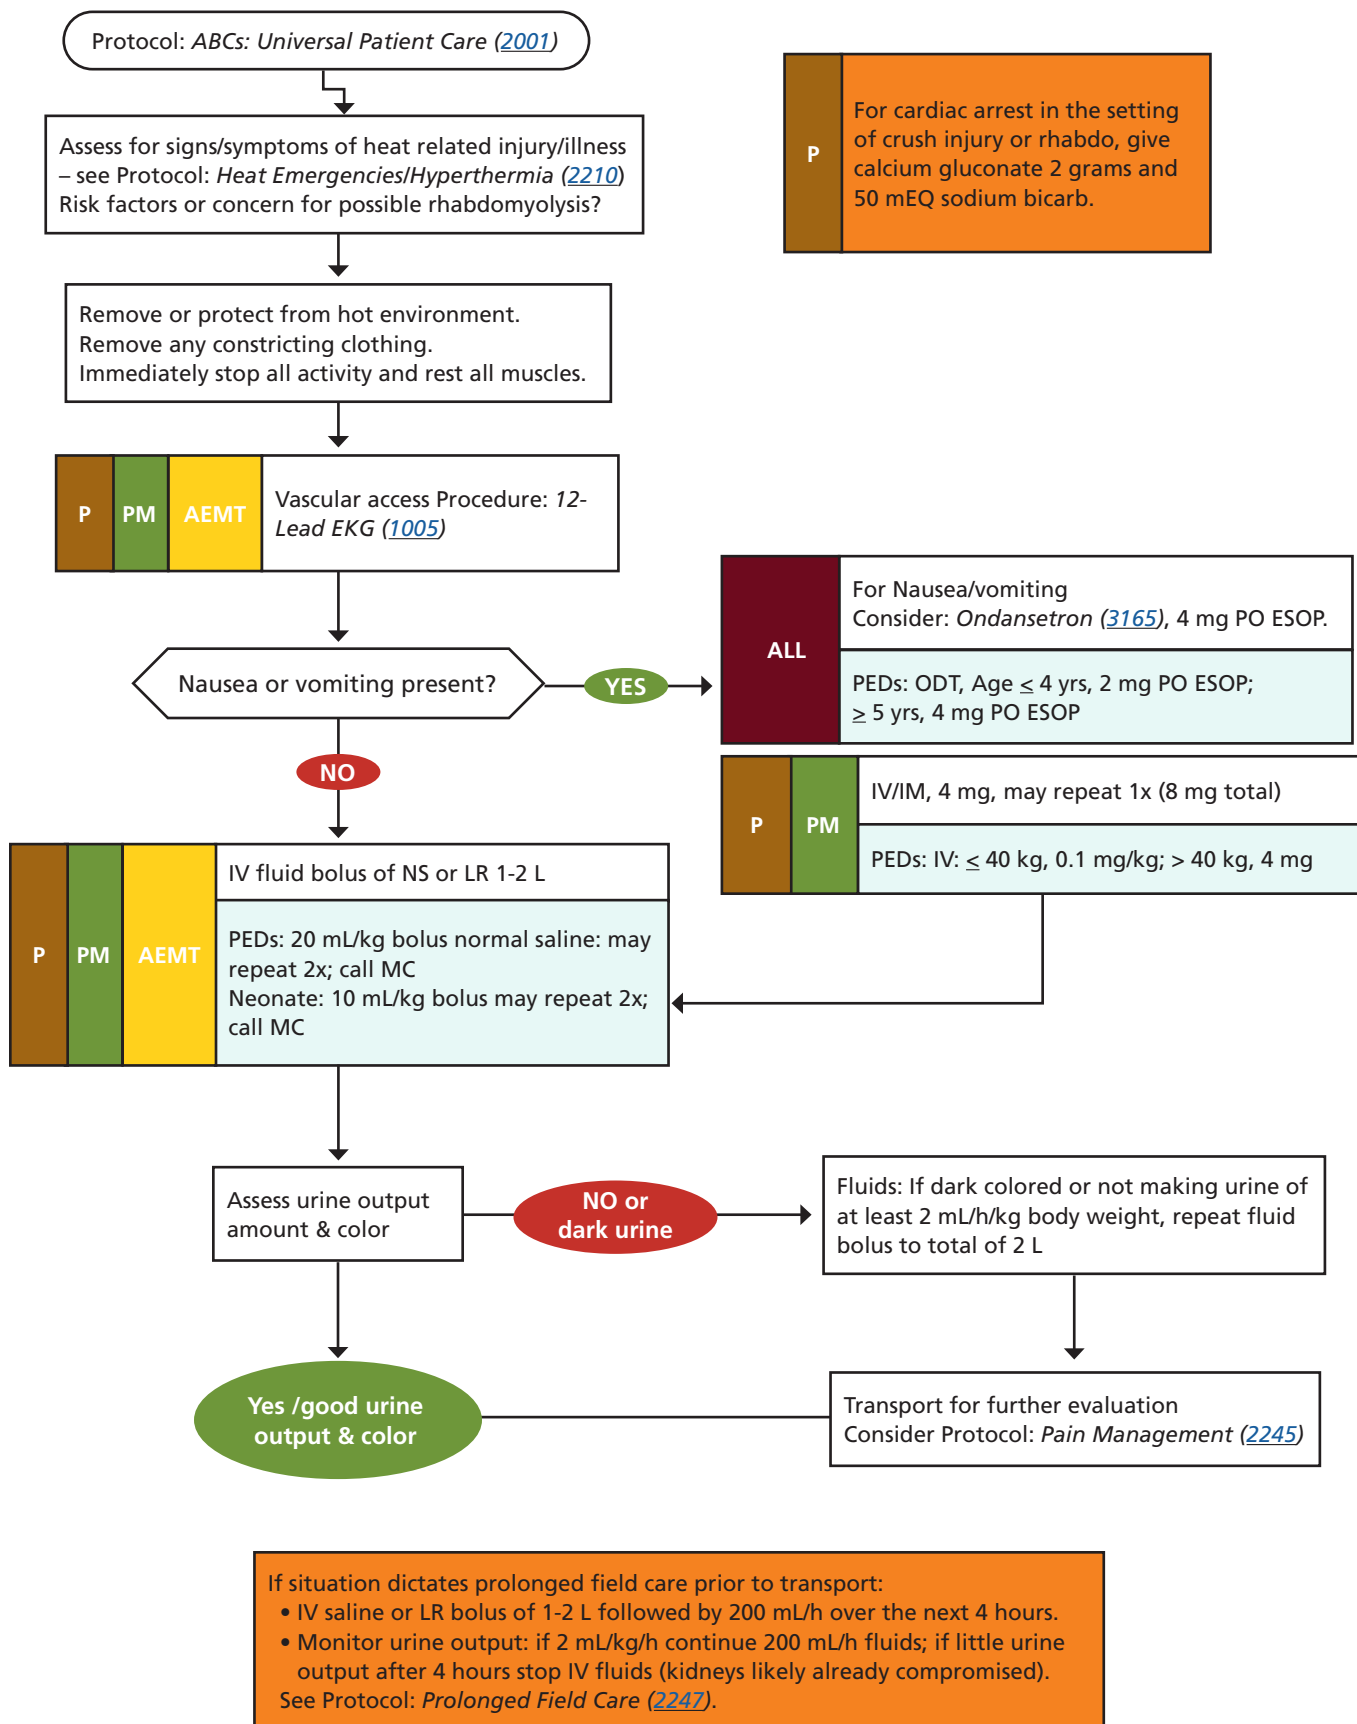 Protocol: ABCs: Universal Patient Care (2001)
P
For cardiac arrest in the setting
of crush injury or rhabdo, give
calcium gluconate 2 grams and
50 mEQ sodium bicarb.
Assess for signs/symptoms of heat related injury/illness
– see Protocol: Heat Emergencies/Hyperthermia (2210)
Risk factors or concern for possible rhabdomyolysis?
Remove or protect from hot environment.
Remove any constricting clothing.
Immediately stop all activity and rest all muscles.
P PM AEMT
Vascular access Procedure: 12-
Lead EKG (1005)
Nausea or vomiting present?
YES
ALL
For Nausea/vomiting
Consider: Ondansetron (3165), 4 mg PO ESOP.
PEDs: ODT, Age ≤ 4 yrs, 2 mg PO ESOP;
≥ 5 yrs, 4 mg PO ESOP
P PM
IV/IM, 4 mg, may repeat 1x (8 mg total)
PEDs: IV: ≤ 40 kg, 0.1 mg/kg; > 40 kg, 4 mg
NO
P PM AEMT
IV fluid bolus of NS or LR 1-2 L
PEDs: 20 mL/kg bolus normal saline: may
repeat 2x; call MC
Neonate: 10 mL/kg bolus may repeat 2x;
call MC
Assess urine output
amount & color
NO or
dark urine
Fluids: If dark colored or not making urine of
at least 2 mL/h/kg body weight, repeat fluid
bolus to total of 2 L
Yes /good urine
output & color
Transport for further evaluation
Consider Protocol: Pain Management (2245)
If situation dictates prolonged field care prior to transport:
• IV saline or LR bolus of 1-2 L followed by 200 mL/h over the next 4 hours.
• Monitor urine output: if 2 mL/kg/h continue 200 mL/h fluids; if little urine
output after 4 hours stop IV fluids (kidneys likely already compromised).
See Protocol: Prolonged Field Care (2247).